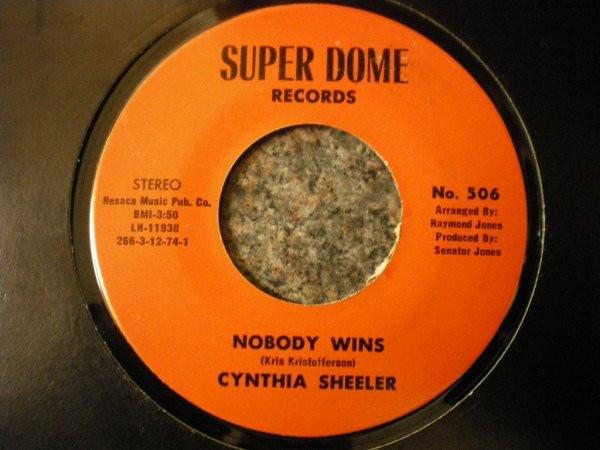 SUPER DOME
RECORDS
STEREO
Resaca Music Pub. Co.
BMI-3:50
LH-11938
266-3-12-74-1
No. 506
Arranged By:
Raymond Jones
Produced By:
Senator Jones
NOBODY WINS
(Kris Kristofferson)
CYNTHIA SHEELER